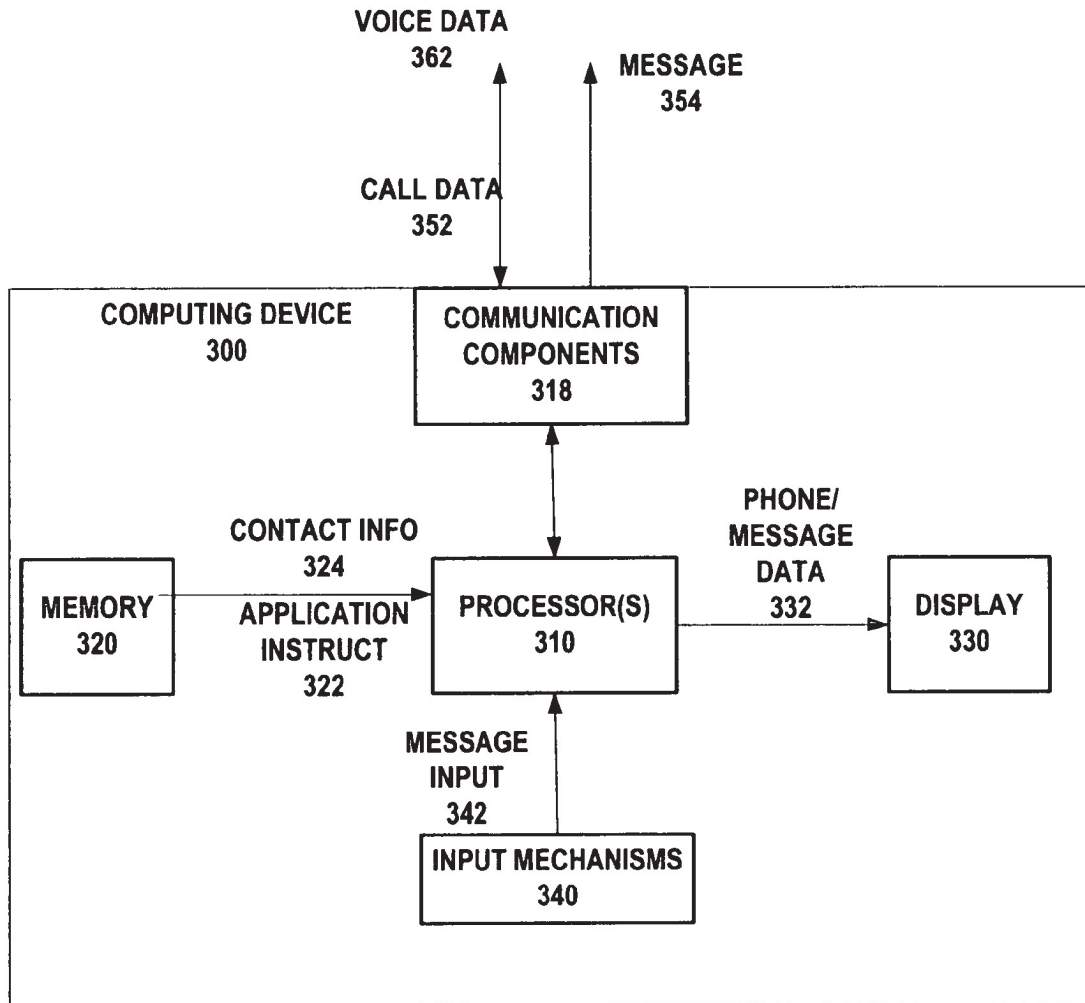 VOICE DATA
362
MESSAGE
354
CALL DATA
352
COMPUTING DEVICE
300
COMMUNICATION
COMPONENTS
318
CONTACT INFO
324
APPLICATION
INSTRUCT
322
MEMORY
320
PROCESSOR(S)
310
PHONE/
MESSAGE
DATA
332
DISPLAY
330
MESSAGE
INPUT
342
INPUT MECHANISMS
340